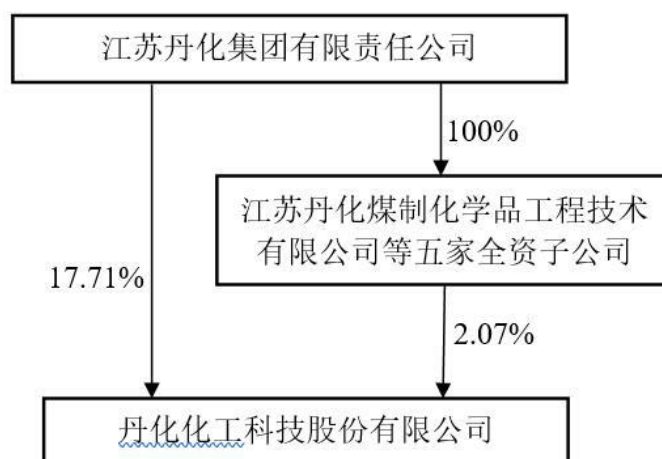 江苏丹化集团有限责任公司
100%
江苏丹化煤制化学品工程技术
有限公司等五家全资子公司
17.71%
2.07%
丹化化工科技股份有限公司